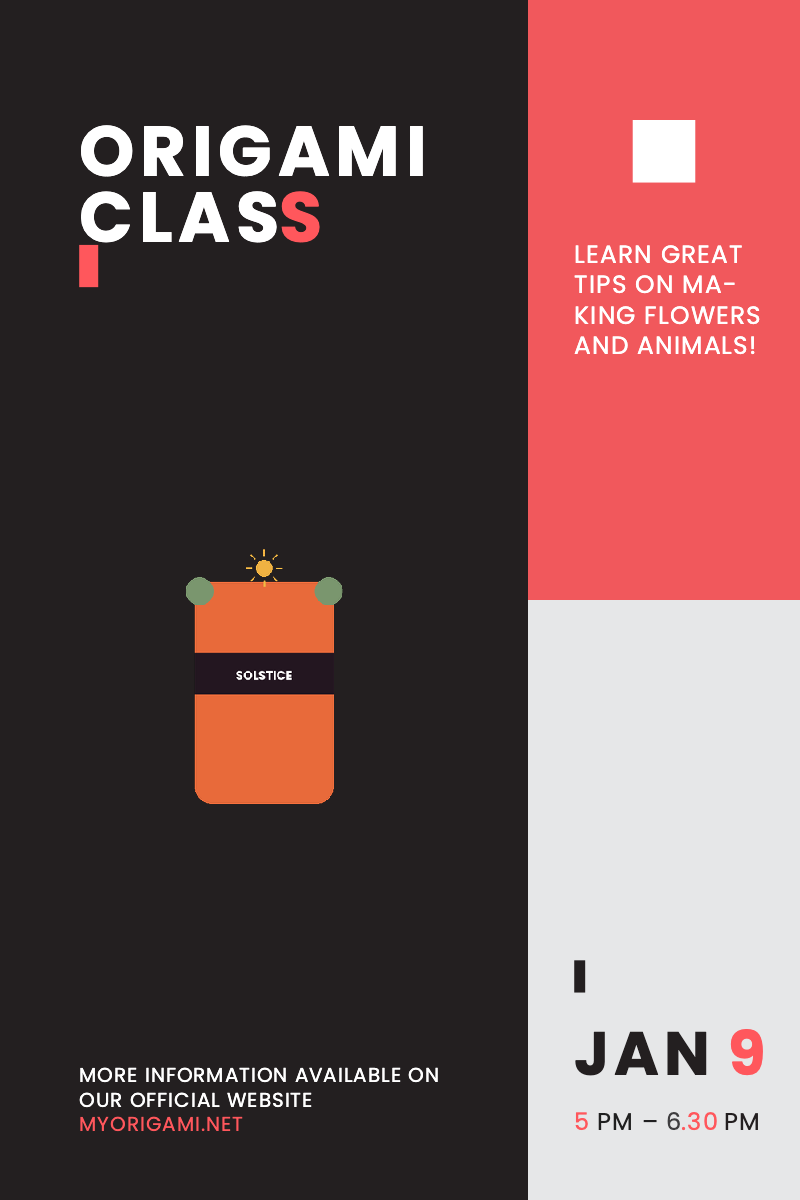 ORIGAMI
CLASS
LEARN GREAT
TIPS ON MA-
KING FLOWERS
AND ANIMALS!
SOLSTICE
MORE INFORMATION AVAILABLE ON
OUR OFFICIAL WEBSITE
MYORIGAMI.NET
JAN 9
5 PM – 6.30 PM